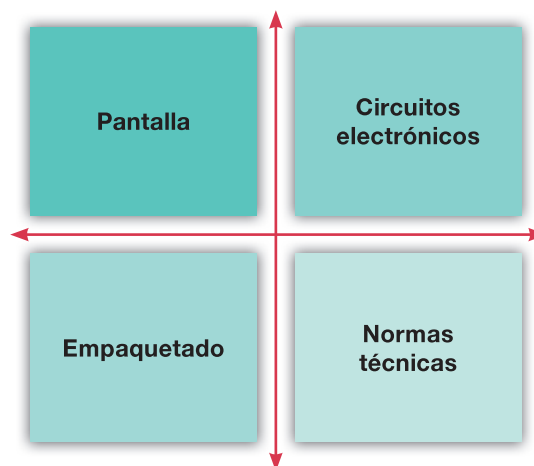 Pantalla
Circuitos
electrónicos
Empaquetado
Normas
técnicas